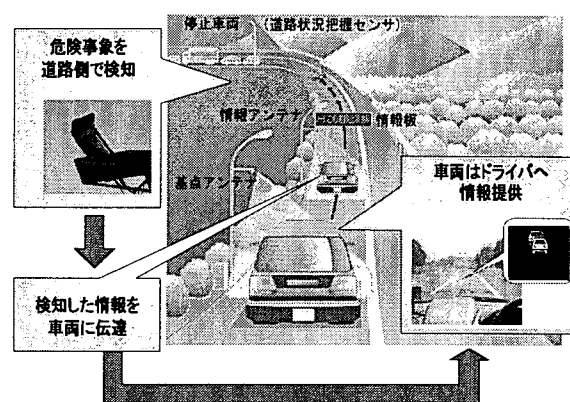 危険事象を
道路側で検知
停止車両
(道路状況把握センサ)
情報アンテナ
情報板
基点アンテナ
車両はドライバへ
情報提供
検知した情報を
車両に伝達